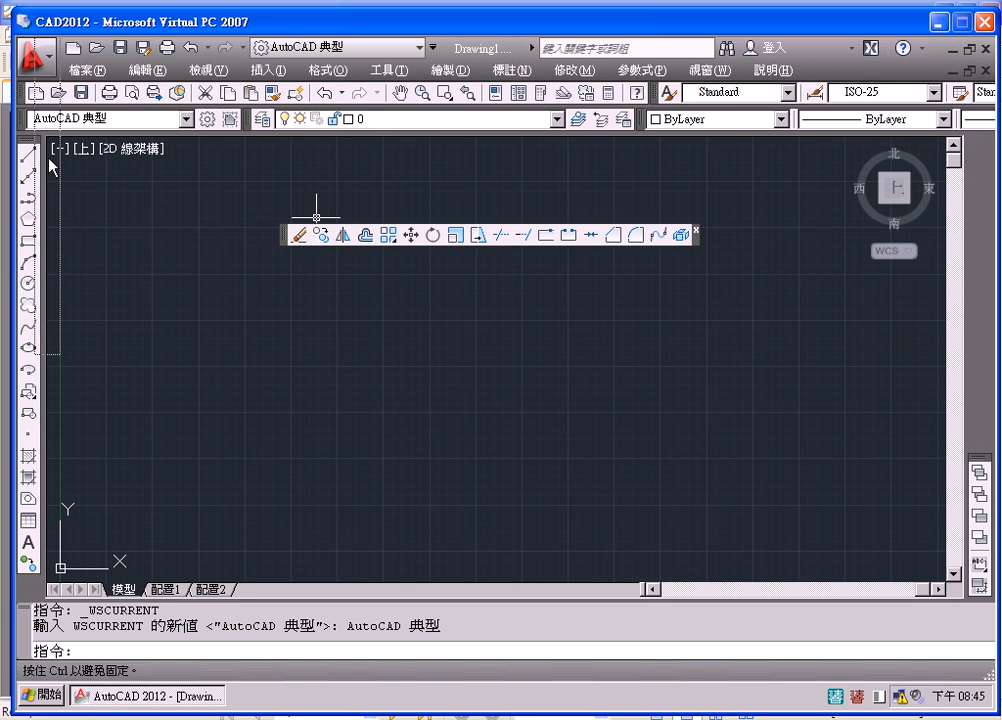 CAD2012 - Microsoft Virtual PC 2007
AutoCAD 典型
Drawing1....
鍵入關鍵字或詞組
登入
檔案(F) 編輯(E) 檢視(V) 插入(I) 格式(O) 工具(T) 繪製(D) 標註(N) 修改(M) 參數式(P) 視窗(W) 說明(H)
Standard
ISO-25
Stan
AutoCAD 典型
0
ByLayer
ByLayer
[−] [上] [2D 線架構]
北
西 上 東
南
WCS
Y
X
A
ABC
模型 配置1 配置2
指令: _WSCURRENT
輸入 WSCURRENT 的新值 <"AutoCAD 典型">: AutoCAD 典型
指令:
按住 Ctrl 以避免固定。
開始
AutoCAD 2012 - [Drawin...
下午 08:45